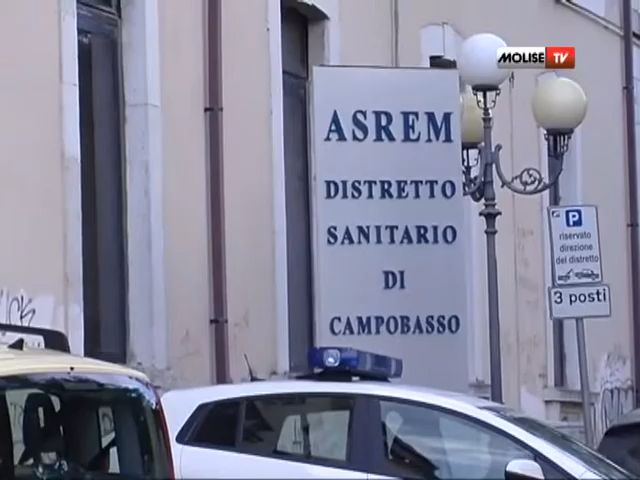 MOLISE TV
ASREM
DISTRETTO
SANITARIO
DI
CAMPOBASSO
P
riservato
direzione
del distretto
3 posti